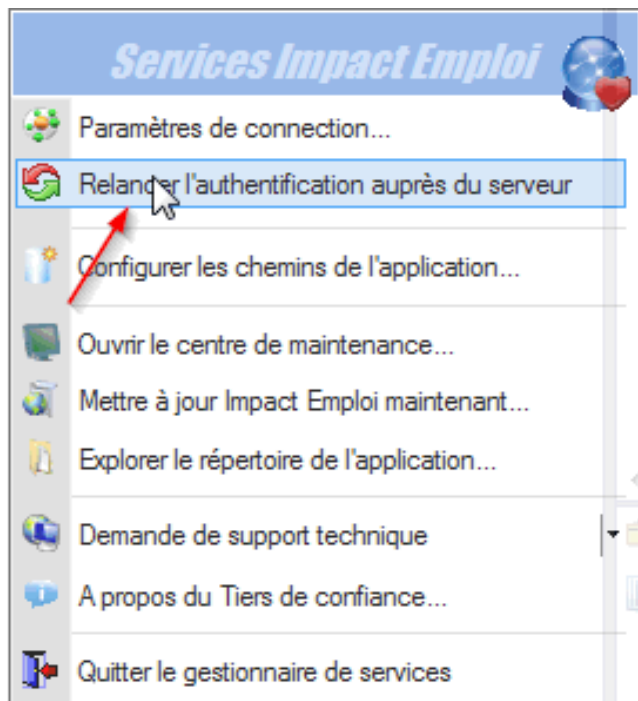 Services Impact Emploi
Paramètres de connection...
Relancer l'authentification auprès du serveur
Configurer les chemins de l'application...
Ouvrir le centre de maintenance...
Mettre à jour Impact Emploi maintenant...
Explorer le répertoire de l'application...
Demande de support technique
A propos du Tiers de confiance...
Quitter le gestionnaire de services